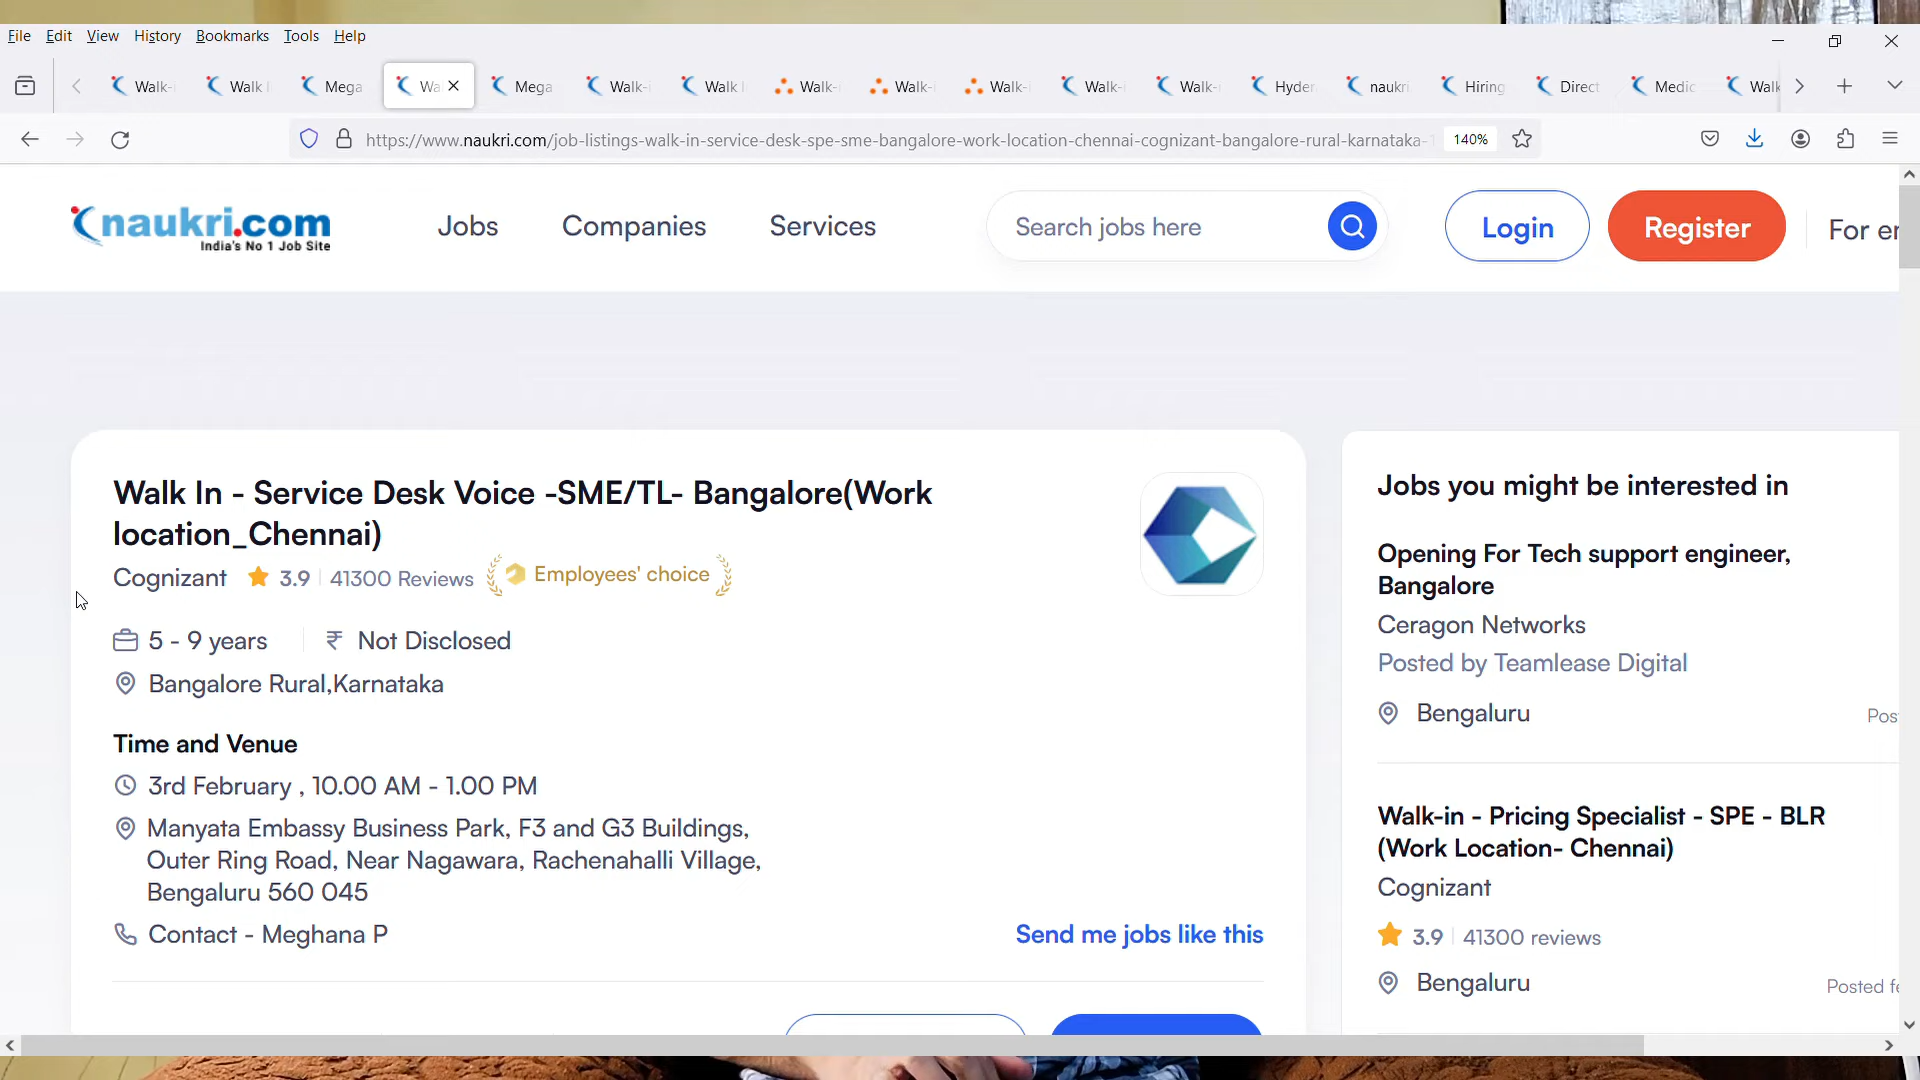 File Edit View History Bookmarks Tools Help
Walk- Walk I Mega Wa Mega Walk-i Walk I Walk- Walk- Walk- Walk-i Walk- Hyder naukri Hiring Direct Medic Walk
https://www.naukri.com/job-listings-walk-in-service-desk-spe-sme-bangalore-work-location-chennai-cognizant-bangalore-rural-karnataka- 140%
naukri.com Jobs Companies Services Search jobs here Login Register For er
India's No 1 Job Site
Walk In - Service Desk Voice -SME/TL- Bangalore(Work
location_Chennai)
Cognizant 3.9 41300 Reviews Employees' choice
5 - 9 years ₹ Not Disclosed
Bangalore Rural,Karnataka
Time and Venue
3rd February , 10.00 AM - 1.00 PM
Manyata Embassy Business Park, F3 and G3 Buildings,
Outer Ring Road, Near Nagawara, Rachenahalli Village,
Bengaluru 560 045
Contact - Meghana P
Send me jobs like this
Jobs you might be interested in
Opening For Tech support engineer,
Bangalore
Ceragon Networks
Posted by Teamlease Digital
Bengaluru Pos
Walk-in - Pricing Specialist - SPE - BLR
(Work Location- Chennai)
Cognizant
3.9 41300 reviews
Bengaluru Posted fe